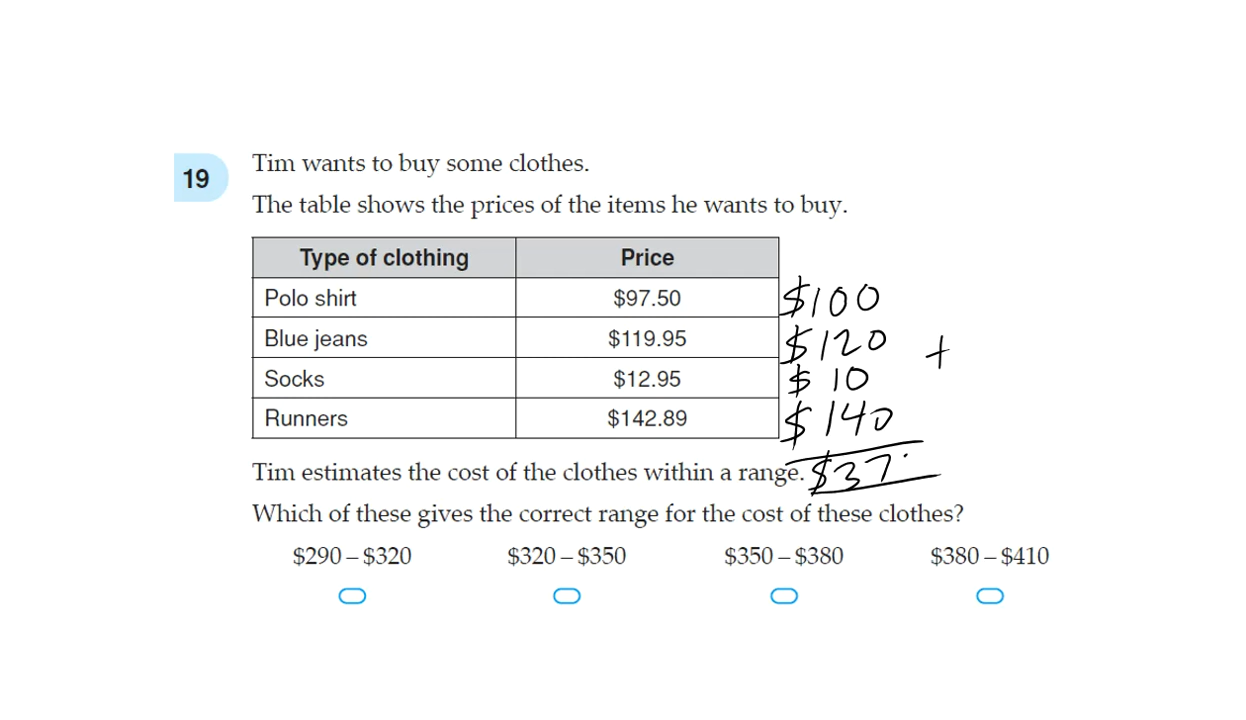 19
Tim wants to buy some clothes.
The table shows the prices of the items he wants to buy.
Type of clothing Price
Polo shirt $97.50 $100
Blue jeans $119.95 $120 +
Socks $12.95 $ 10
Runners $142.89 $140
Tim estimates the cost of the clothes within a range. $37
Which of these gives the correct range for the cost of these clothes?
$290 – $320 $320 – $350 $350 – $380 $380 – $410